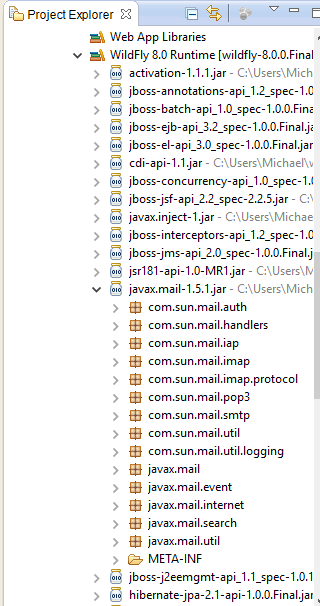 Project Explorer
Web App Libraries
WildFly 8.0 Runtime [wildfly-8.0.0.Final
activation-1.1.1.jar - C:\Users\Mich
jboss-annotations-api_1.2_spec-1.0
jboss-batch-api_1.0_spec-1.0.0.Final
jboss-ejb-api_3.2_spec-1.0.0.Final.ja
jboss-el-api_3.0_spec-1.0.0.Final.jar
cdi-api-1.1.jar - C:\Users\Michael\v
jboss-concurrency-api_1.0_spec-1.0
jboss-jsf-api_2.2_spec-2.2.5.jar - C:\
javax.inject-1.jar - C:\Users\Michae
jboss-interceptors-api_1.2_spec-1.0
jboss-jms-api_2.0_spec-1.0.0.Final.j
jsr181-api-1.0-MR1.jar - C:\Users\M
javax.mail-1.5.1.jar - C:\Users\Mich
com.sun.mail.auth
com.sun.mail.handlers
com.sun.mail.iap
com.sun.mail.imap
com.sun.mail.imap.protocol
com.sun.mail.pop3
com.sun.mail.smtp
com.sun.mail.util
com.sun.mail.util.logging
javax.mail
javax.mail.event
javax.mail.internet
javax.mail.search
javax.mail.util
META-INF
jboss-j2eemgmt-api_1.1_spec-1.0.1
hibernate-jpa-2.1-api-1.0.0.Final.jar